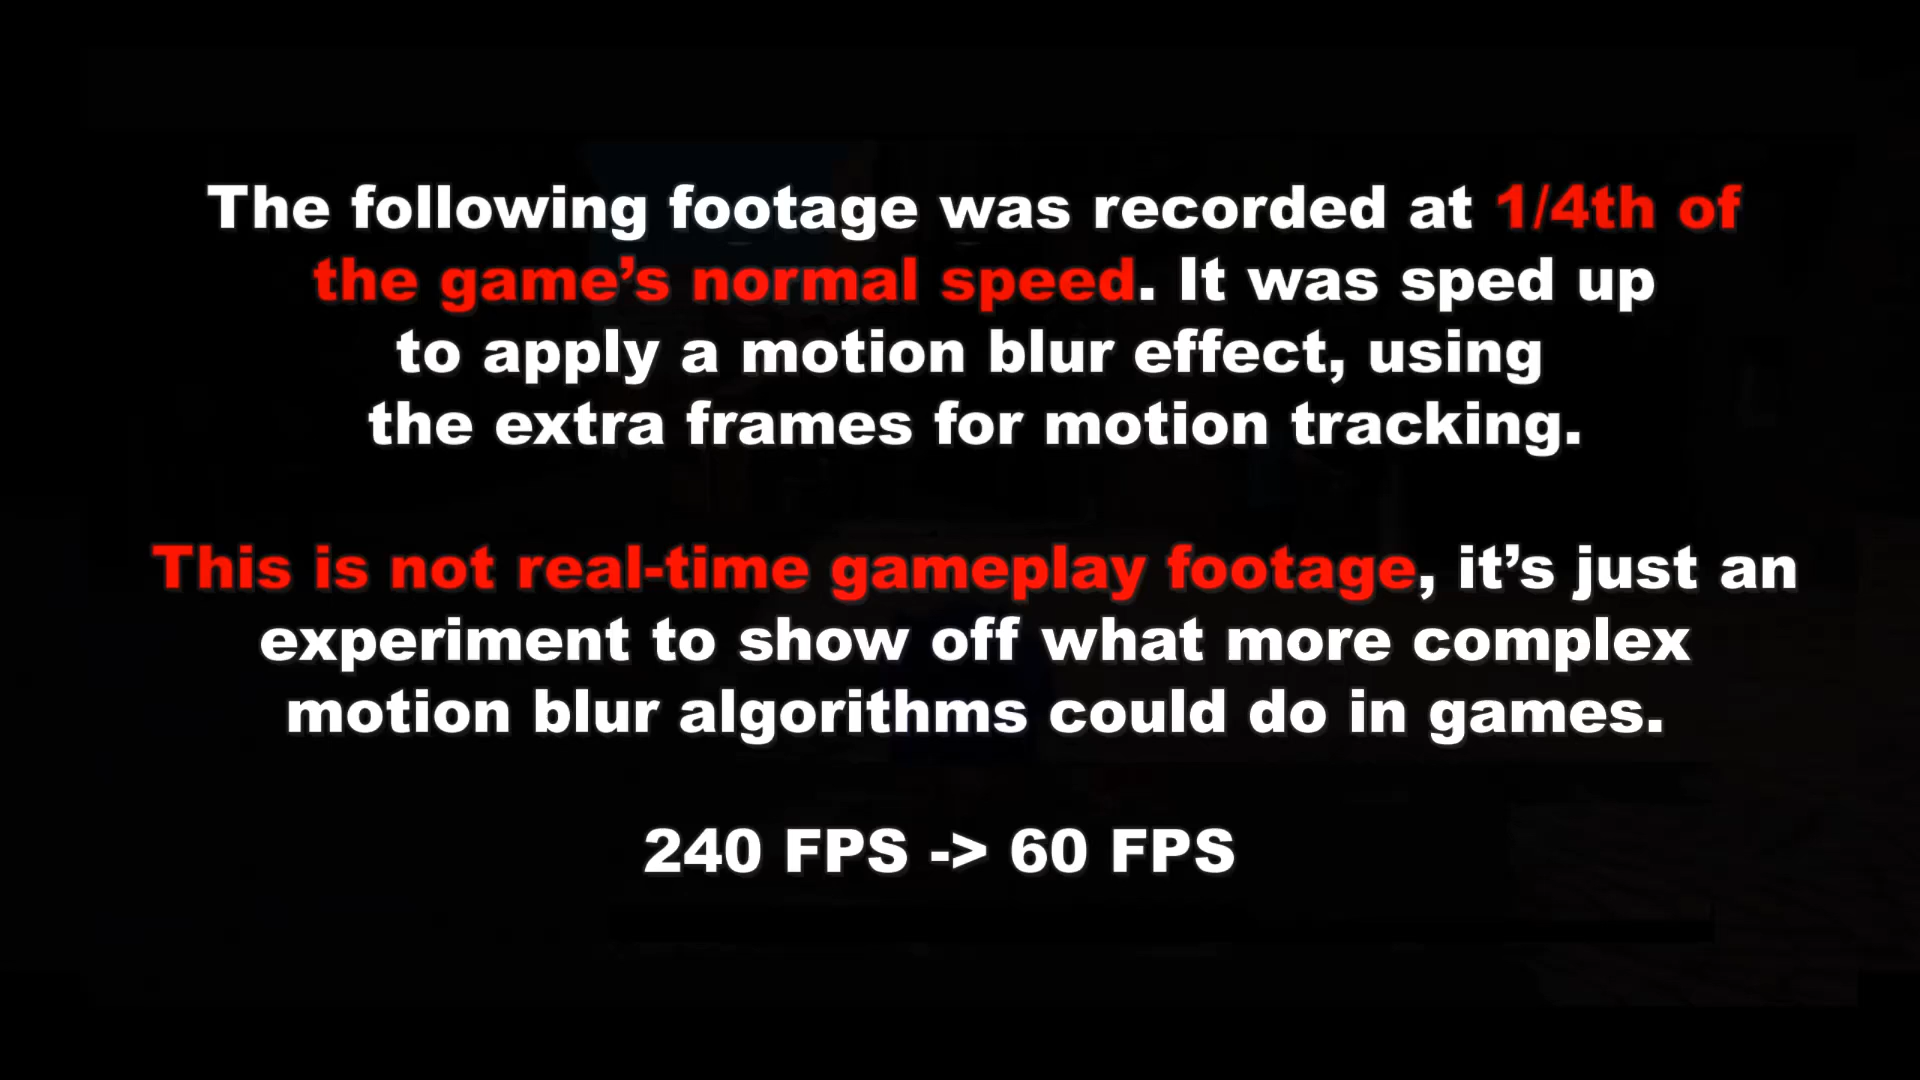 The following footage was recorded at 1/4th of
the game’s normal speed. It was sped up
to apply a motion blur effect, using
the extra frames for motion tracking.
This is not real-time gameplay footage, it’s just an
experiment to show off what more complex
motion blur algorithms could do in games.
240 FPS -> 60 FPS